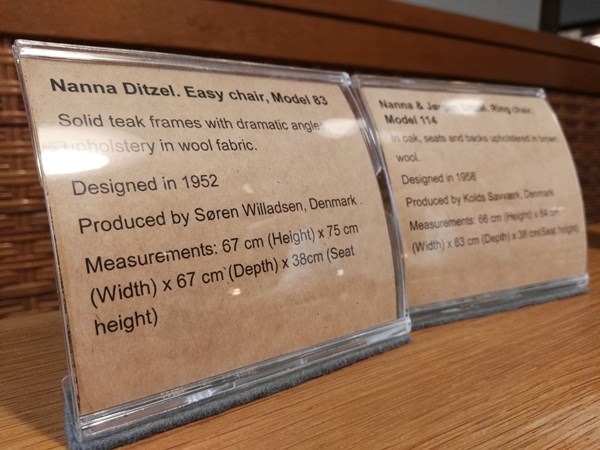 Nanna Ditzel. Easy chair, Model 83
Solid teak frames with dramatic angles
upholstery in wool fabric.
Designed in 1952
Produced by Søren Willadsen, Denmark.
Measurements: 67 cm (Height) x 75 cm
(Width) x 67 cm (Depth) x 38cm (Seat
height)
Nanna & Ring chair,
Model 114
in oak, seats and backs upholstered in brown
wool.
Designed in 1958
Produced by Kolds Savværk, Denmark
Measurements: 66 cm (Height) x 64 cm
(Width) x 63 cm (Depth) x 38 cm(Seat height)